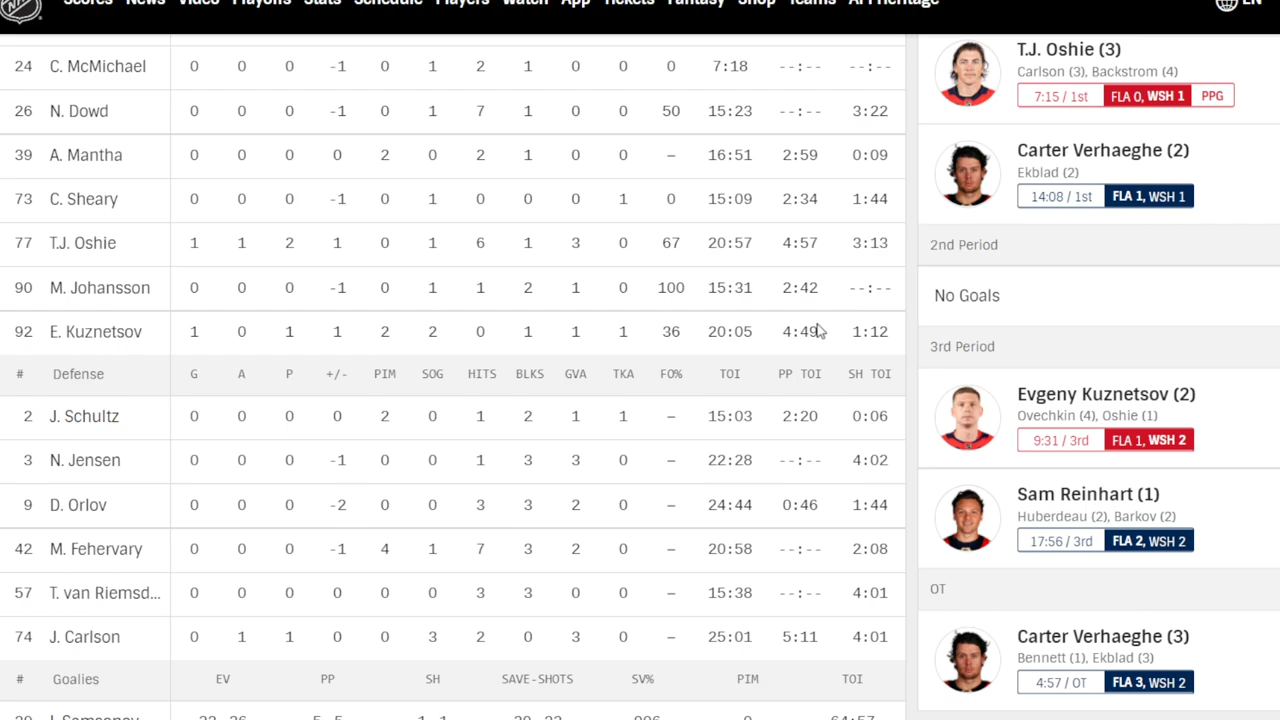 Scores News Video Playoffs Stats Schedule Players Watch App Tickets Fantasy Shop Teams API Heritage EN
24 C. McMichael 0 0 0 -1 0 1 2 1 0 0 0 7:18 --:-- --:--
26 N. Dowd 0 0 0 -1 0 1 7 1 0 0 50 15:23 --:-- 3:22
39 A. Mantha 0 0 0 0 2 0 2 1 0 0 – 16:51 2:59 0:09
73 C. Sheary 0 0 0 -1 0 1 0 0 0 1 0 15:09 2:34 1:44
77 T.J. Oshie 1 1 2 1 0 1 6 1 3 0 67 20:57 4:57 3:13
90 M. Johansson 0 0 0 -1 0 1 1 2 1 0 100 15:31 2:42 --:--
92 E. Kuznetsov 1 0 1 1 2 2 0 1 1 1 36 20:05 4:49 1:12
# Defense G A P +/- PIM SOG HITS BLKS GVA TKA FO% TOI PP TOI SH TOI
2 J. Schultz 0 0 0 0 2 0 1 2 1 1 – 15:03 2:20 0:06
3 N. Jensen 0 0 0 -1 0 0 1 3 3 0 – 22:28 --:-- 4:02
9 D. Orlov 0 0 0 -2 0 0 3 3 2 0 – 24:44 0:46 1:44
42 M. Fehervary 0 0 0 -1 4 1 7 3 2 0 – 20:58 --:-- 2:08
57 T. van Riemsd... 0 0 0 0 0 0 3 3 0 0 – 15:38 --:-- 4:01
74 J. Carlson 0 1 1 0 0 3 2 0 3 0 – 25:01 5:11 4:01
# Goalies EV PP SH SAVE-SHOTS SV% PIM TOI
T.J. Oshie (3)
Carlson (3), Backstrom (4)
7:15 / 1st FLA 0, WSH 1 PPG
Carter Verhaeghe (2)
Ekblad (2)
14:08 / 1st FLA 1, WSH 1
2nd Period
No Goals
3rd Period
Evgeny Kuznetsov (2)
Ovechkin (4), Oshie (1)
9:31 / 3rd FLA 1, WSH 2
Sam Reinhart (1)
Huberdeau (2), Barkov (2)
17:56 / 3rd FLA 2, WSH 2
OT
Carter Verhaeghe (3)
Bennett (1), Ekblad (3)
4:57 / OT FLA 3, WSH 2